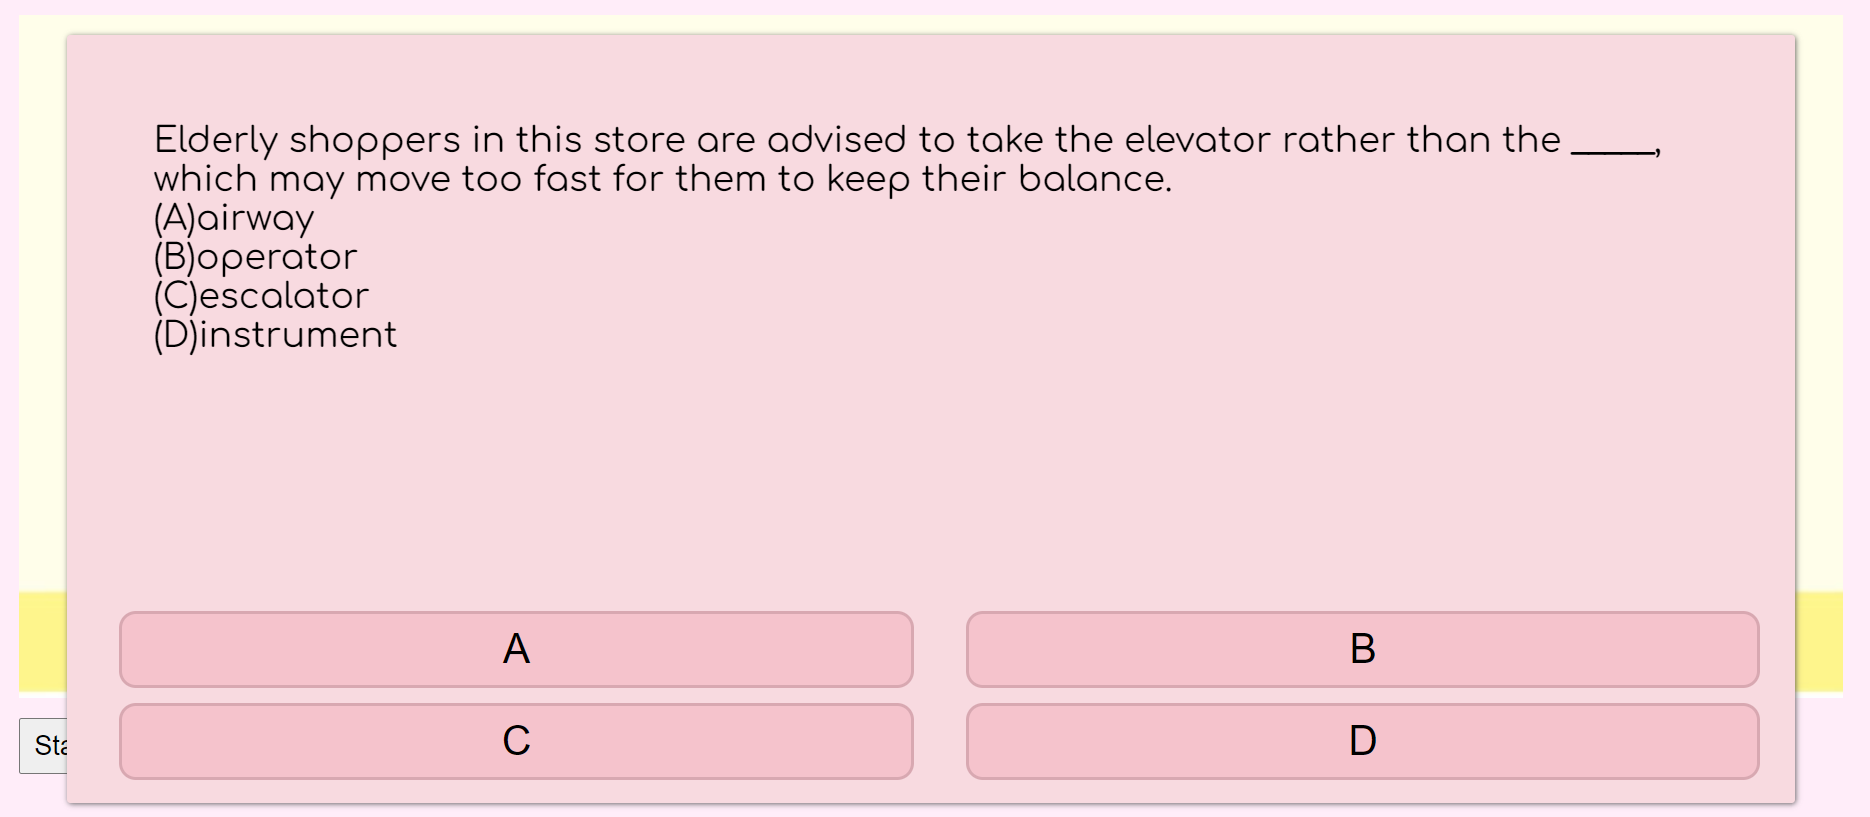 Elderly shoppers in this store are advised to take the elevator rather than the _____,
which may move too fast for them to keep their balance.
(A)airway
(B)operator
(C)escalator
(D)instrument
A
B
C
D